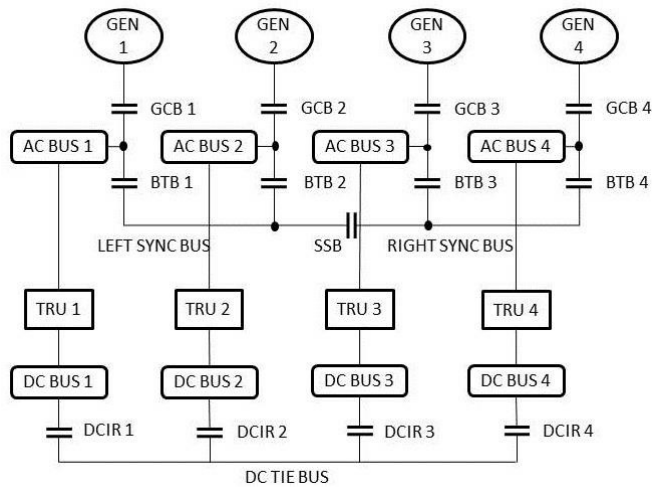 GEN
1
GEN
2
GEN
3
GEN
4
GCB 1
GCB 2
GCB 3
GCB 4
AC BUS 1
AC BUS 2
AC BUS 3
AC BUS 4
BTB 1
BTB 2
BTB 3
BTB 4
LEFT SYNC BUS
SSB
RIGHT SYNC BUS
TRU 1
TRU 2
TRU 3
TRU 4
DC BUS 1
DC BUS 2
DC BUS 3
DC BUS 4
DCIR 1
DCIR 2
DCIR 3
DCIR 4
DC TIE BUS